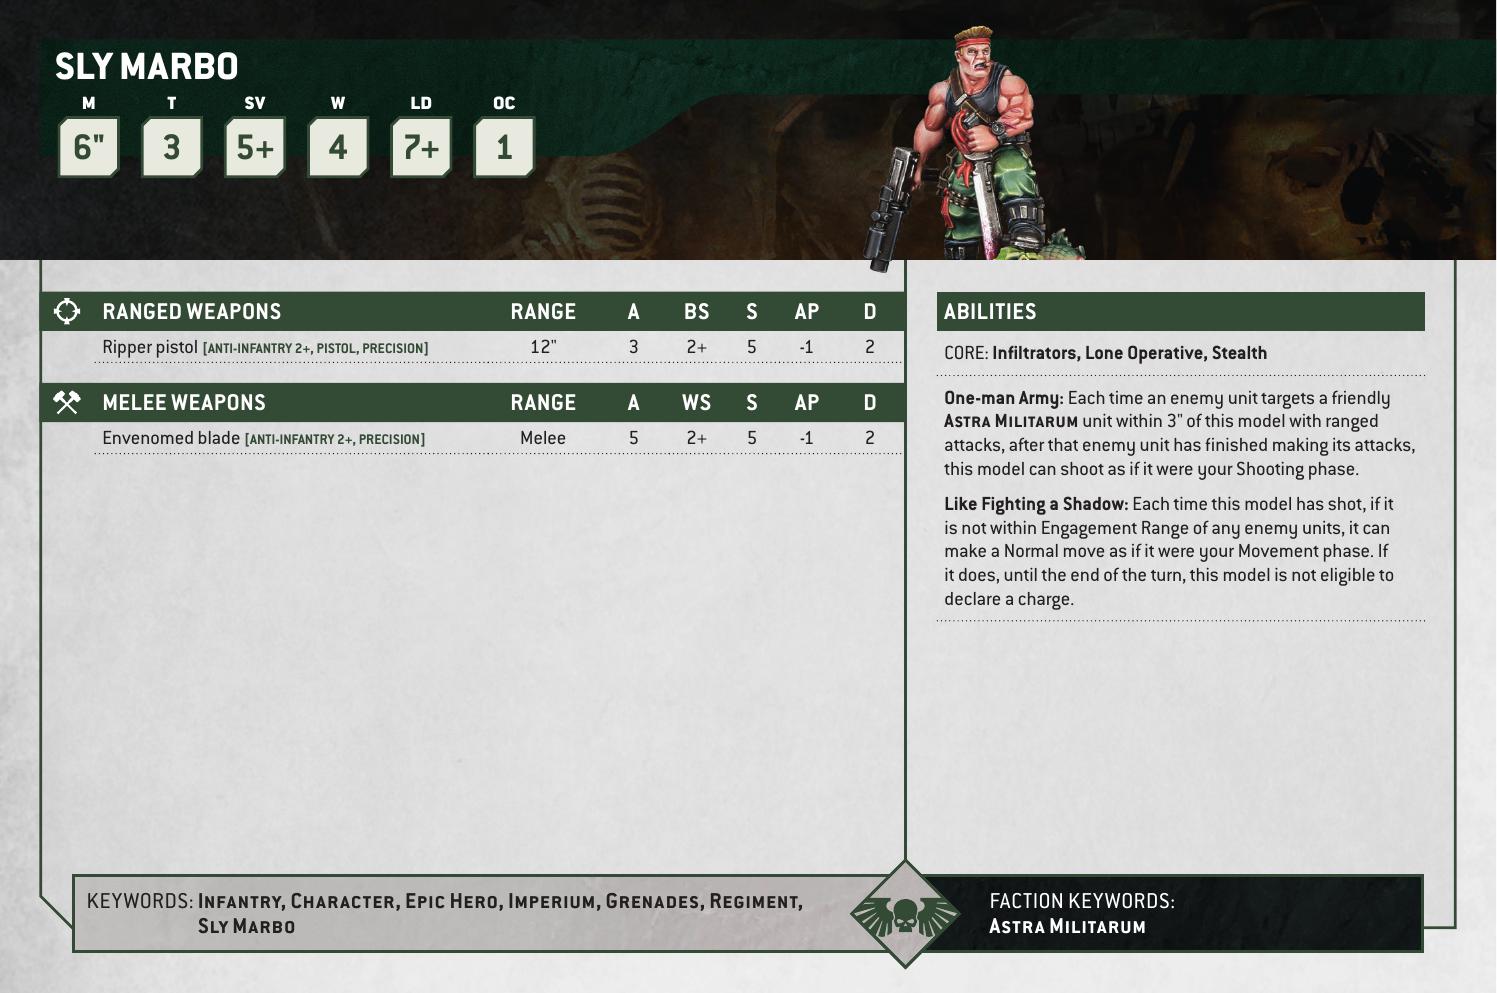 SLY MARBO
M T SV W LD OC
6" 3 5+ 4 7+ 1
RANGED WEAPONS RANGE A BS S AP D
Ripper pistol [ANTI-INFANTRY 2+, PISTOL, PRECISION] 12" 3 2+ 5 -1 2
MELEE WEAPONS RANGE A WS S AP D
Envenomed blade [ANTI-INFANTRY 2+, PRECISION] Melee 5 2+ 5 -1 2
ABILITIES
CORE: Infiltrators, Lone Operative, Stealth
One-man Army: Each time an enemy unit targets a friendly
ASTRA MILITARUM unit within 3" of this model with ranged
attacks, after that enemy unit has finished making its attacks,
this model can shoot as if it were your Shooting phase.
Like Fighting a Shadow: Each time this model has shot, if it
is not within Engagement Range of any enemy units, it can
make a Normal move as if it were your Movement phase. If
it does, until the end of the turn, this model is not eligible to
declare a charge.
KEYWORDS: INFANTRY, CHARACTER, EPIC HERO, IMPERIUM, GRENADES, REGIMENT,
SLY MARBO
FACTION KEYWORDS:
ASTRA MILITARUM